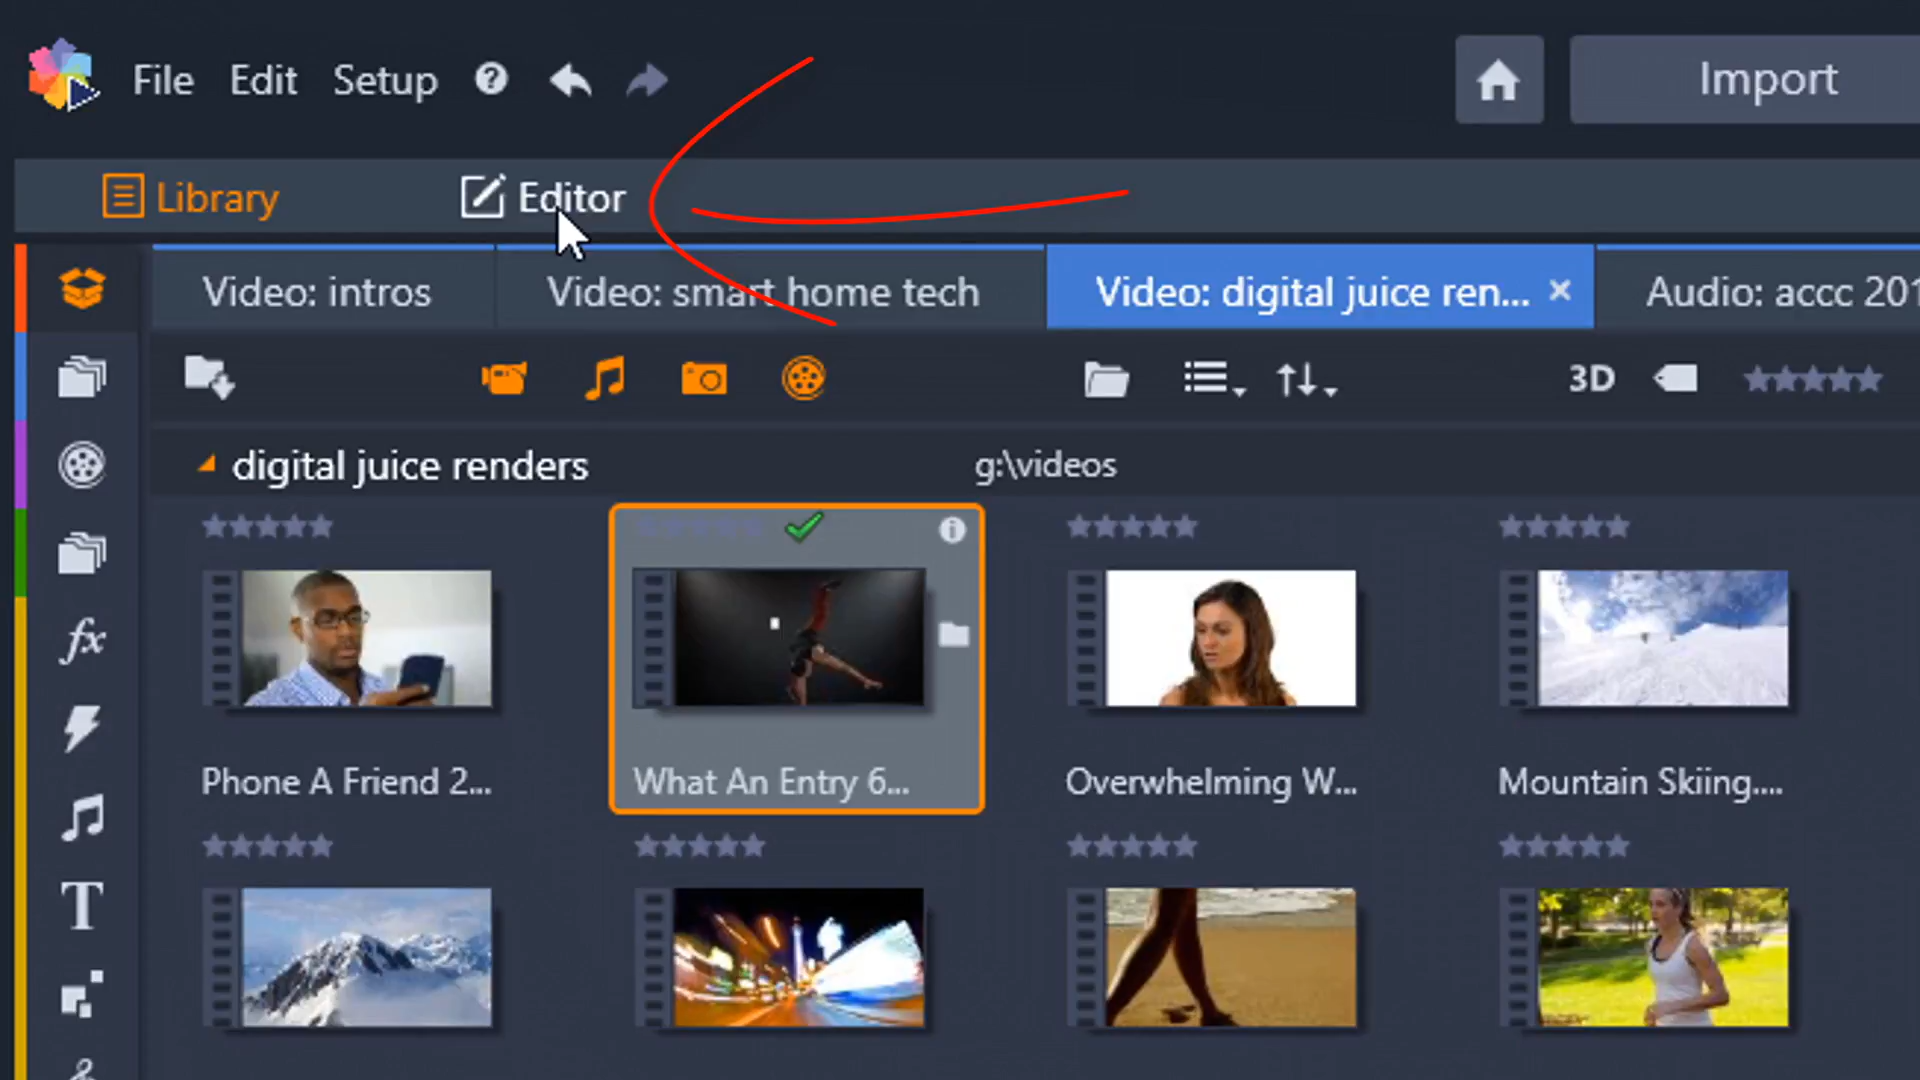 File Edit Setup ?
Import
Library Editor
Video: intros Video: smart home tech Video: digital juice ren... × Audio: accc 201
3D
digital juice renders g:\videos
Phone A Friend 2... What An Entry 6... Overwhelming W... Mountain Skiing....
fx
T